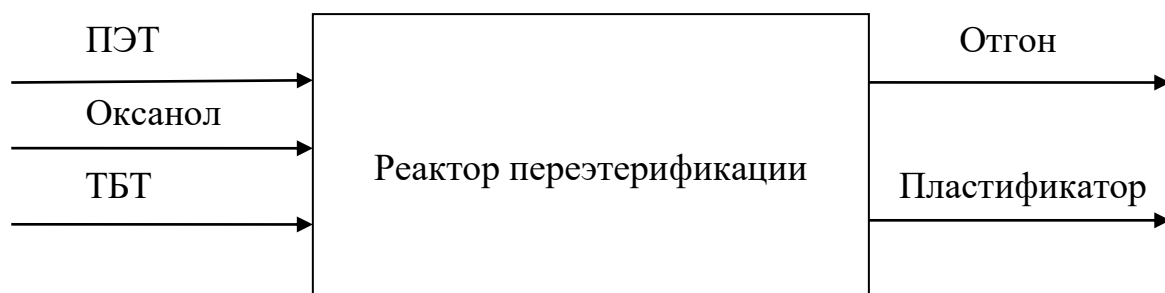 ПЭТ
Оксанол
ТБТ
Реактор переэтерификации
Отгон
Пластификатор